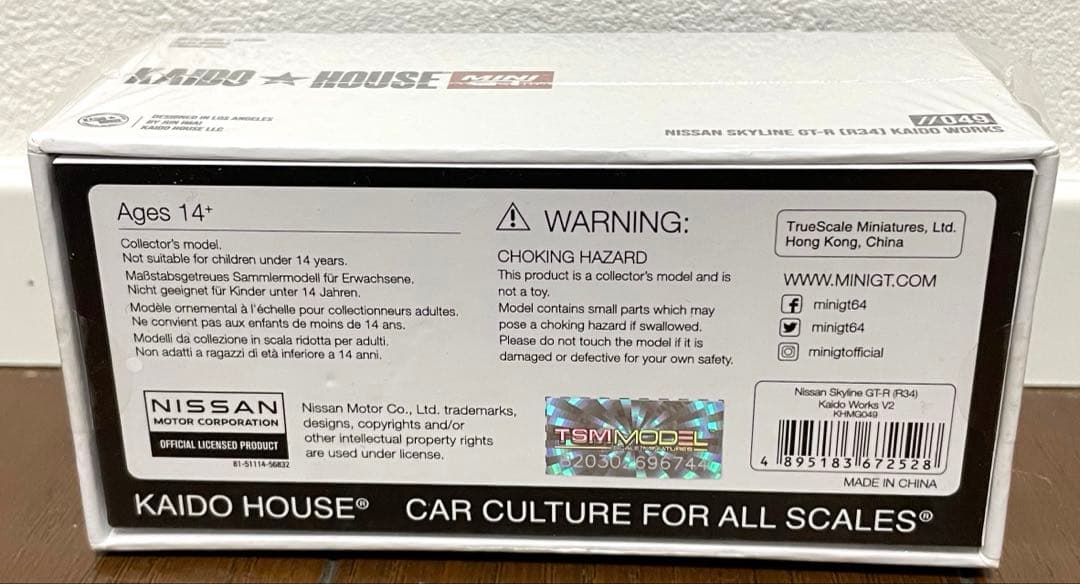 KAIDO ★ HOUSE MINI
DESIGNED IN LOS ANGELES
BY JUN IMAI
KAIDO HOUSE LLC
//049
NISSAN SKYLINE GT-R (R34) KAIDO WORKS
Ages 14+
Collector's model.
Not suitable for children under 14 years.
Maßstabsgetreues Sammlermodell für Erwachsene.
Nicht geeignet für Kinder unter 14 Jahren.
Modèle ornemental à l'échelle pour collectionneurs adultes.
Ne convient pas aux enfants de moins de 14 ans.
Modelli da collezione in scala ridotta per adulti.
Non adatti a ragazzi di età inferiore a 14 anni.
WARNING:
CHOKING HAZARD
This product is a collector's model and is
not a toy.
Model contains small parts which may
pose a choking hazard if swallowed.
Please do not touch the model if it is
damaged or defective for your own safety.
TrueScale Miniatures, Ltd.
Hong Kong, China
WWW.MINIGT.COM
minigt64
minigt64
minigtofficial
NISSAN
MOTOR CORPORATION
OFFICIAL LICENSED PRODUCT
81-51114-56832
Nissan Motor Co., Ltd. trademarks,
designs, copyrights and/or
other intellectual property rights
are used under license.
TSM MODEL
Nissan Skyline GT-R (R34)
Kaido Works V2
KHMG049
4 895183 672528
MADE IN CHINA
KAIDO HOUSE® CAR CULTURE FOR ALL SCALES®